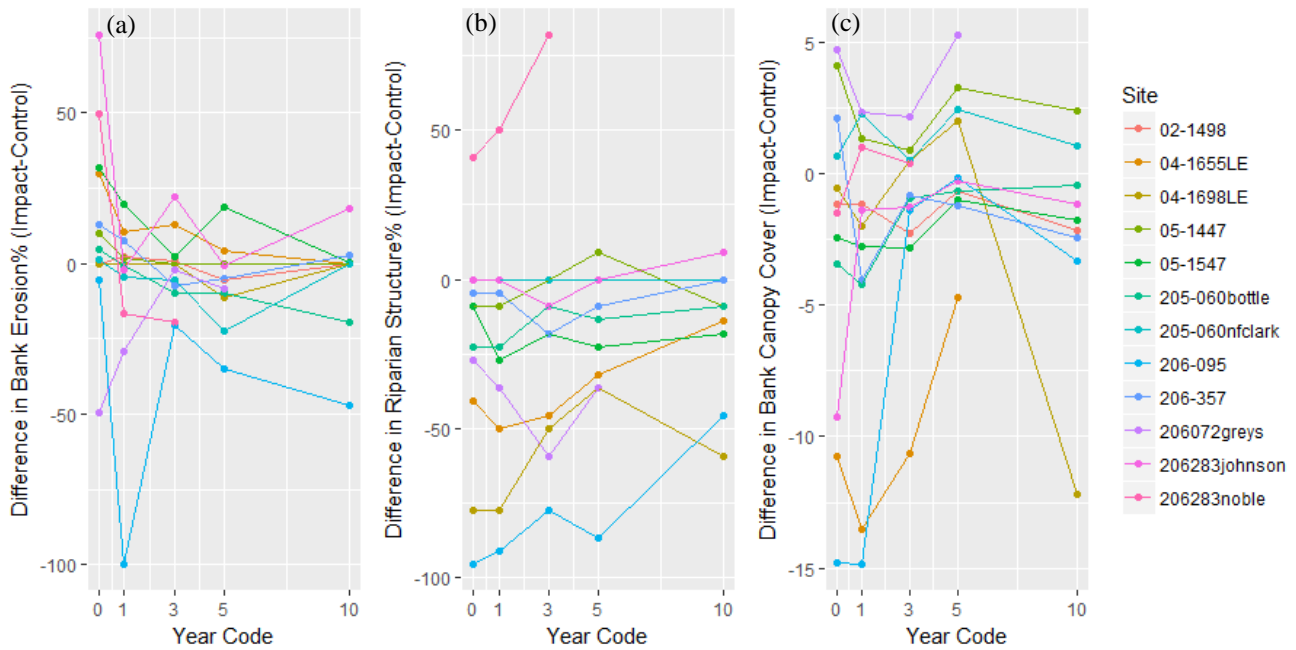 (a)
Difference in Bank Erosion% (Impact-Control)
50
0
-50
-100
0 1 3 5 10
Year Code
(b)
Difference in Riparian Structure% (Impact-Control)
50
0
-50
-100
0 1 3 5 10
Year Code
(c)
Difference in Bank Canopy Cover (Impact-Control)
5
0
-5
-10
-15
0 1 3 5 10
Year Code
Site
02-1498
04-1655LE
04-1698LE
05-1447
05-1547
205-060bottle
205-060nfclark
206-095
206-357
206072greys
206283johnson
206283noble